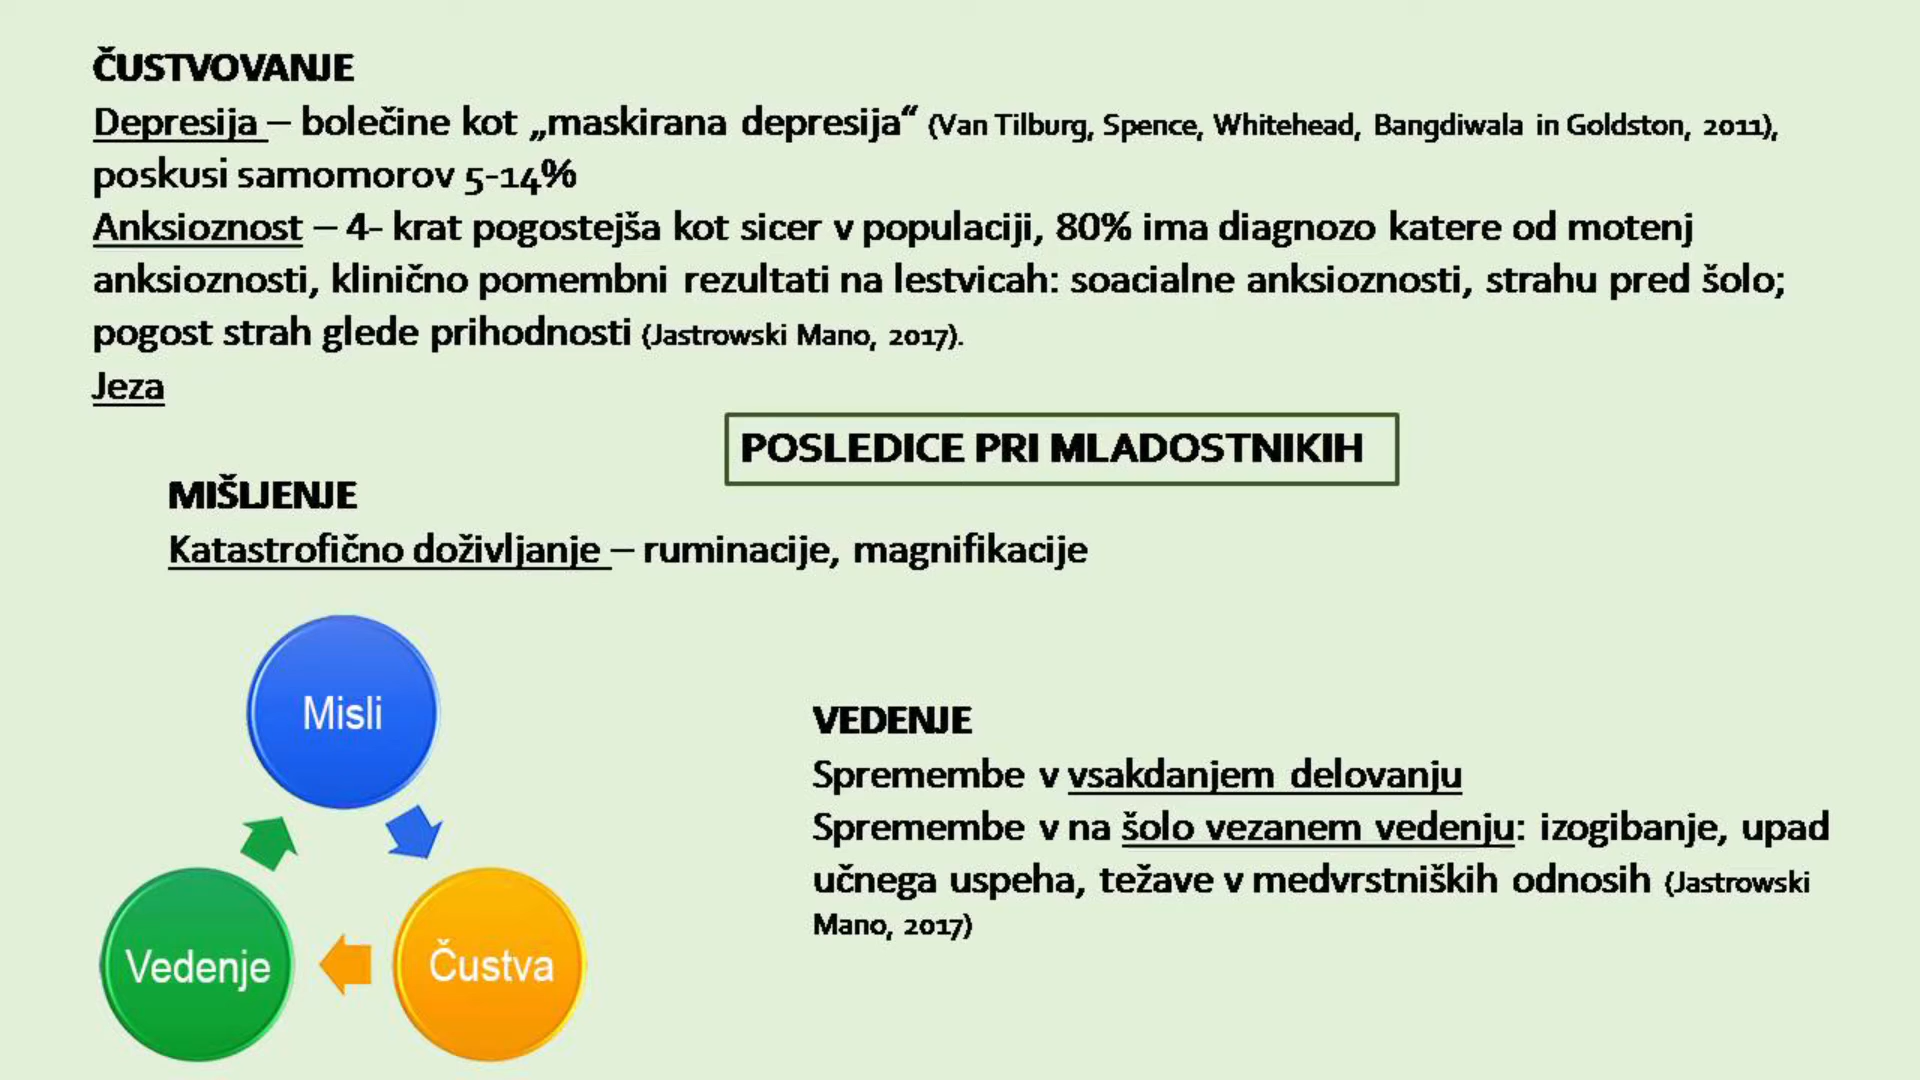 ČUSTVOVANJE
Depresija – bolečine kot „maskirana depresija“ (Van Tilburg, Spence, Whitehead, Bangdiwala in Goldston, 2011),
poskusi samomorov 5-14%
Anksioznost – 4- krat pogostejša kot sicer v populaciji, 80% ima diagnozo katere od motenj
anksioznosti, klinično pomembni rezultati na lestvicah: soacialne anksioznosti, strahu pred šolo;
pogost strah glede prihodnosti (Jastrowski Mano, 2017).
Jeza
POSLEDICE PRI MLADOSTNIKIH
MIŠLJENJE
Katastrofično doživljanje – ruminacije, magnifikacije
Misli
Čustva
Vedenje
VEDENJE
Spremembe v vsakdanjem delovanju
Spremembe v na šolo vezanem vedenju: izogibanje, upad
učnega uspeha, težave v medvrstniških odnosih (Jastrowski
Mano, 2017)